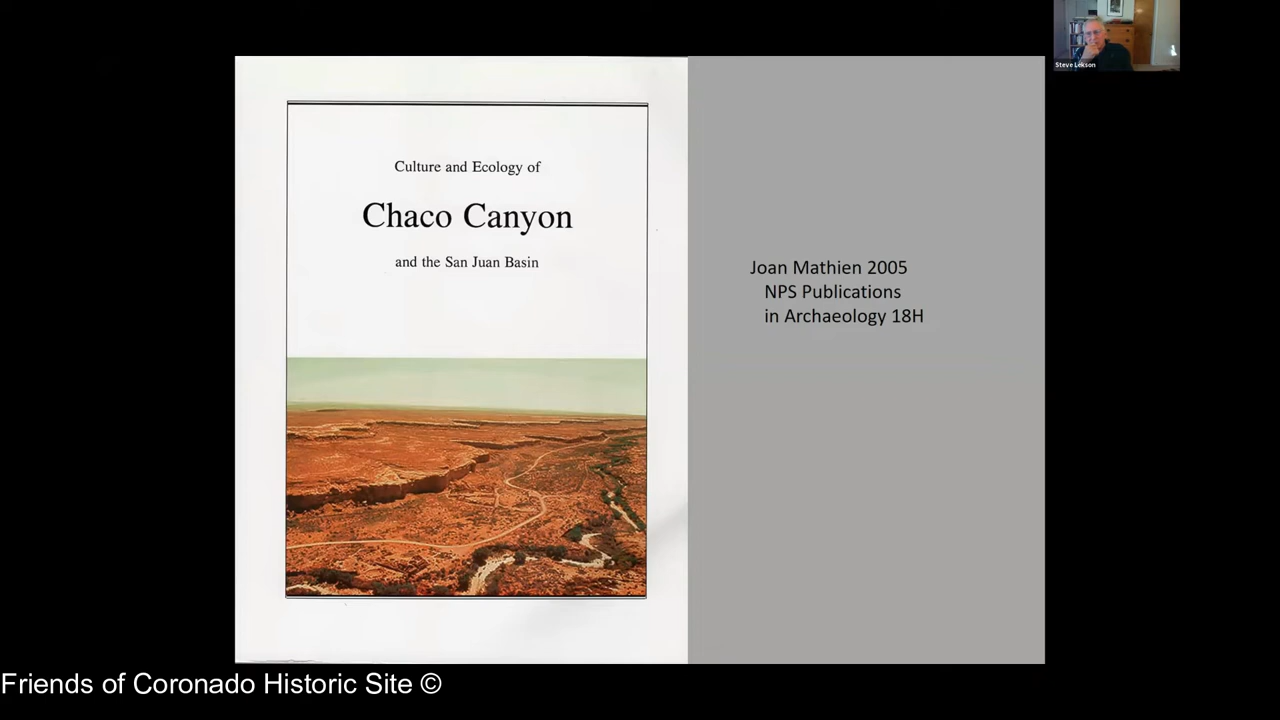 Steve Lekson
Culture and Ecology of
Chaco Canyon
and the San Juan Basin
Joan Mathien 2005
NPS Publications
in Archaeology 18H
Friends of Coronado Historic Site ©